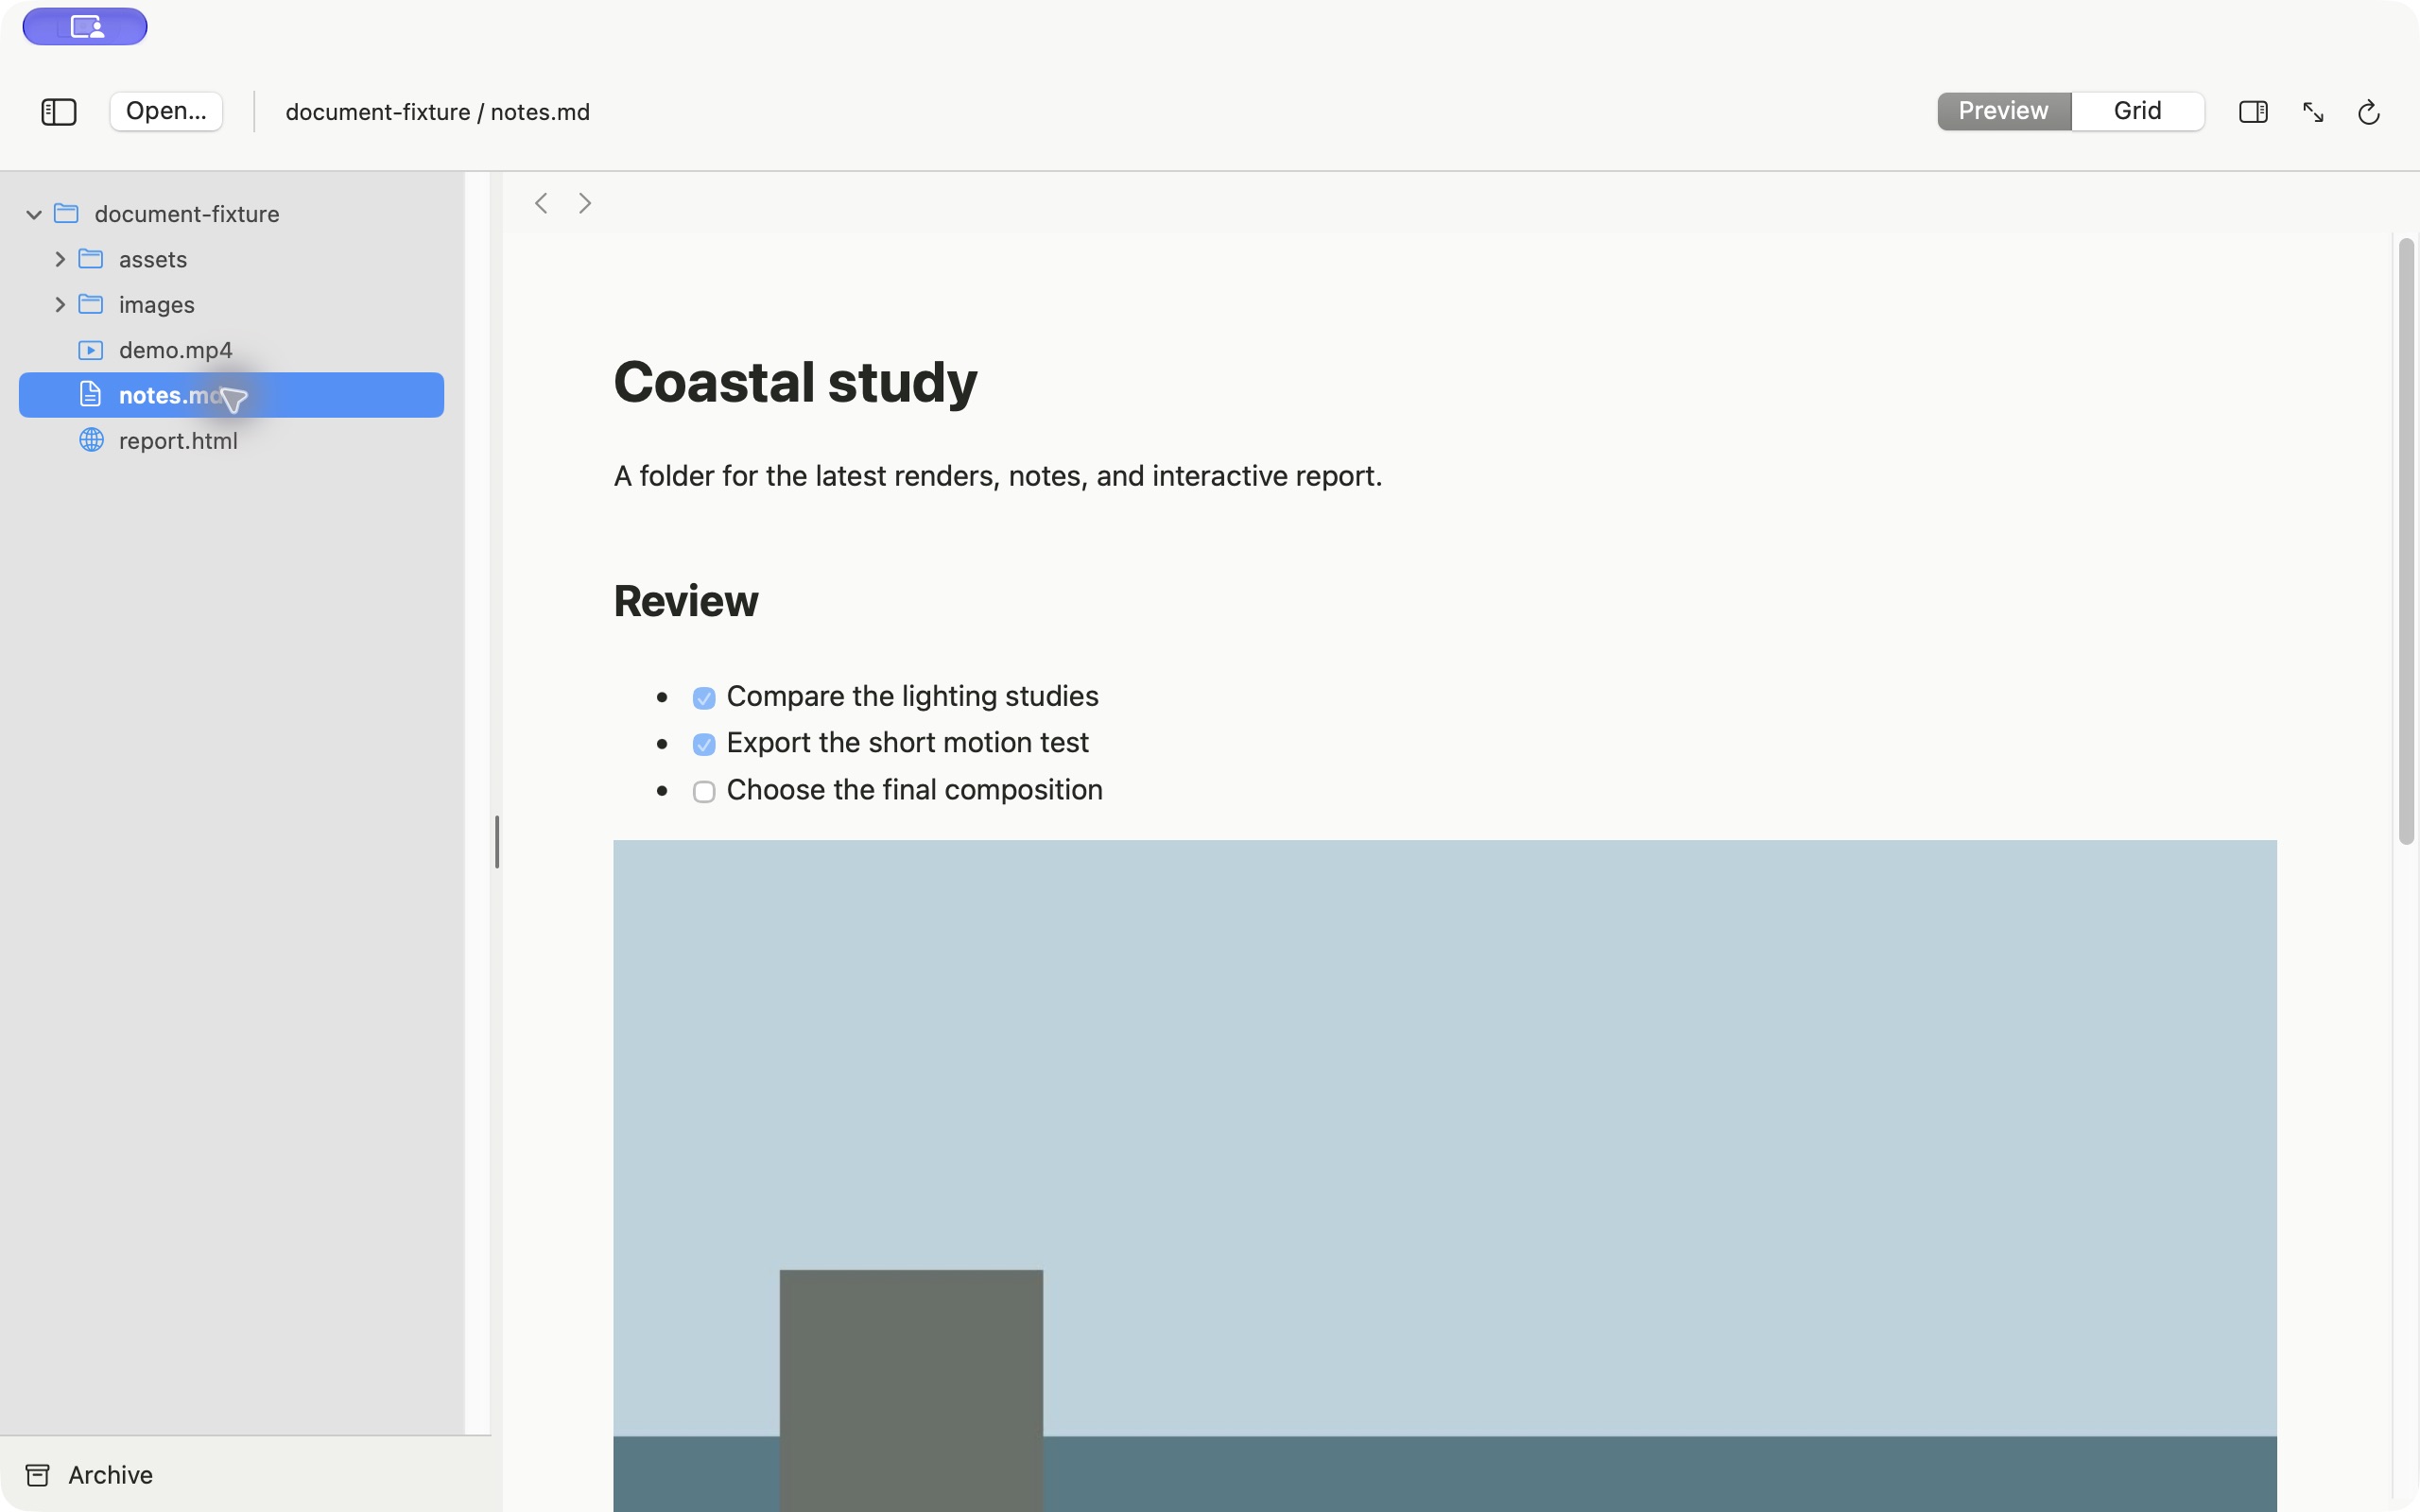 Open...
document-fixture / notes.md
Preview
Grid
document-fixture
assets
images
demo.mp4
notes.md
report.html
Archive
Coastal study
A folder for the latest renders, notes, and interactive report.
Review
Compare the lighting studies
Export the short motion test
Choose the final composition